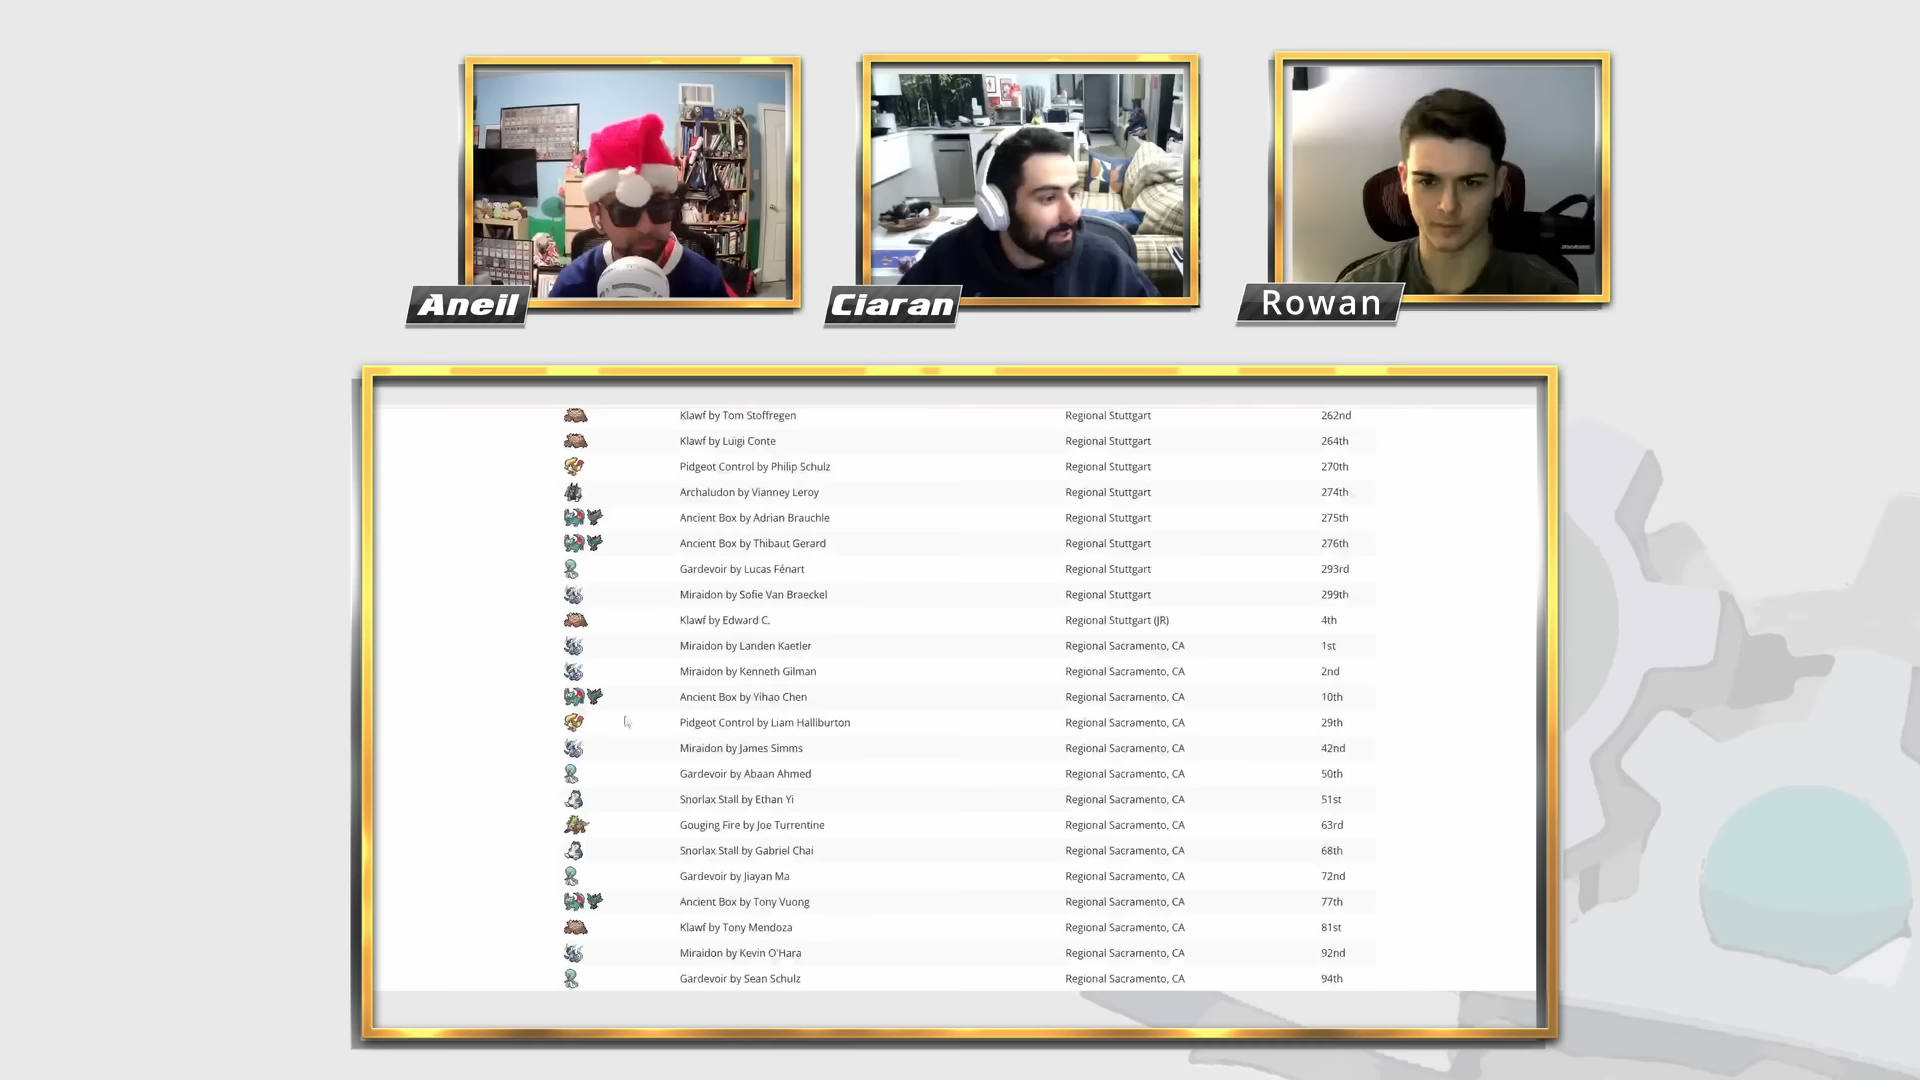 Aneil
Ciaran
Rowan
Klawf by Tom Stoffregen Regional Stuttgart 262nd
Klawf by Luigi Conte Regional Stuttgart 264th
Pidgeot Control by Philip Schulz Regional Stuttgart 270th
Archaludon by Vianney Leroy Regional Stuttgart 274th
Ancient Box by Adrian Brauchle Regional Stuttgart 275th
Ancient Box by Thibaut Gerard Regional Stuttgart 276th
Gardevoir by Lucas Fénart Regional Stuttgart 293rd
Miraidon by Sofie Van Braeckel Regional Stuttgart 299th
Klawf by Edward C. Regional Stuttgart (JR) 4th
Miraidon by Landen Kaetler Regional Sacramento, CA 1st
Miraidon by Kenneth Gilman Regional Sacramento, CA 2nd
Ancient Box by Yihao Chen Regional Sacramento, CA 10th
Pidgeot Control by Liam Halliburton Regional Sacramento, CA 29th
Miraidon by James Simms Regional Sacramento, CA 42nd
Gardevoir by Abaan Ahmed Regional Sacramento, CA 50th
Snorlax Stall by Ethan Yi Regional Sacramento, CA 51st
Gouging Fire by Joe Turrentine Regional Sacramento, CA 63rd
Snorlax Stall by Gabriel Chai Regional Sacramento, CA 68th
Gardevoir by Jiayan Ma Regional Sacramento, CA 72nd
Ancient Box by Tony Vuong Regional Sacramento, CA 77th
Klawf by Tony Mendoza Regional Sacramento, CA 81st
Miraidon by Kevin O'Hara Regional Sacramento, CA 92nd
Gardevoir by Sean Schulz Regional Sacramento, CA 94th